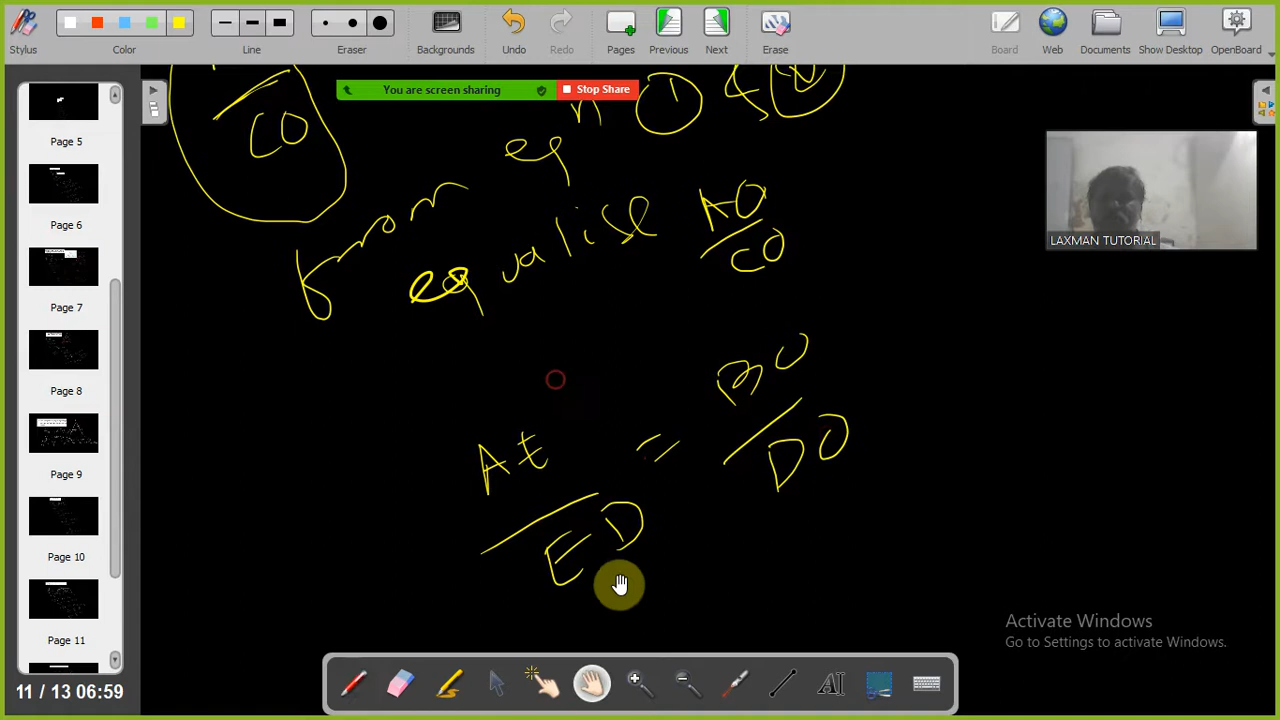 Stylus
Color
Line
Eraser
Backgrounds
Undo
Redo
Pages
Previous
Next
Erase
Board
Web
Documents
Show Desktop
OpenBoard
You are screen sharing
Stop Share
Page 5
Page 6
Page 7
Page 8
Page 9
Page 10
Page 11
11 / 13 06:59
CO
from eqn 1 &
equalise AO
CO
At = BO
ED DO
LAXMAN TUTORIAL
Activate Windows
Go to Settings to activate Windows.
AI